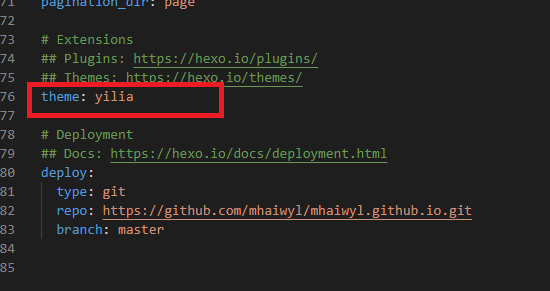 71 pagination_dir: page
72
73 # Extensions
74 ## Plugins: https://hexo.io/plugins/
75 ## Themes: https://hexo.io/themes/
76 theme: yilia
77
78 # Deployment
79 ## Docs: https://hexo.io/docs/deployment.html
80 deploy:
81 type: git
82 repo: https://github.com/mhaiwyl/mhaiwyl.github.io.git
83 branch: master
84
85